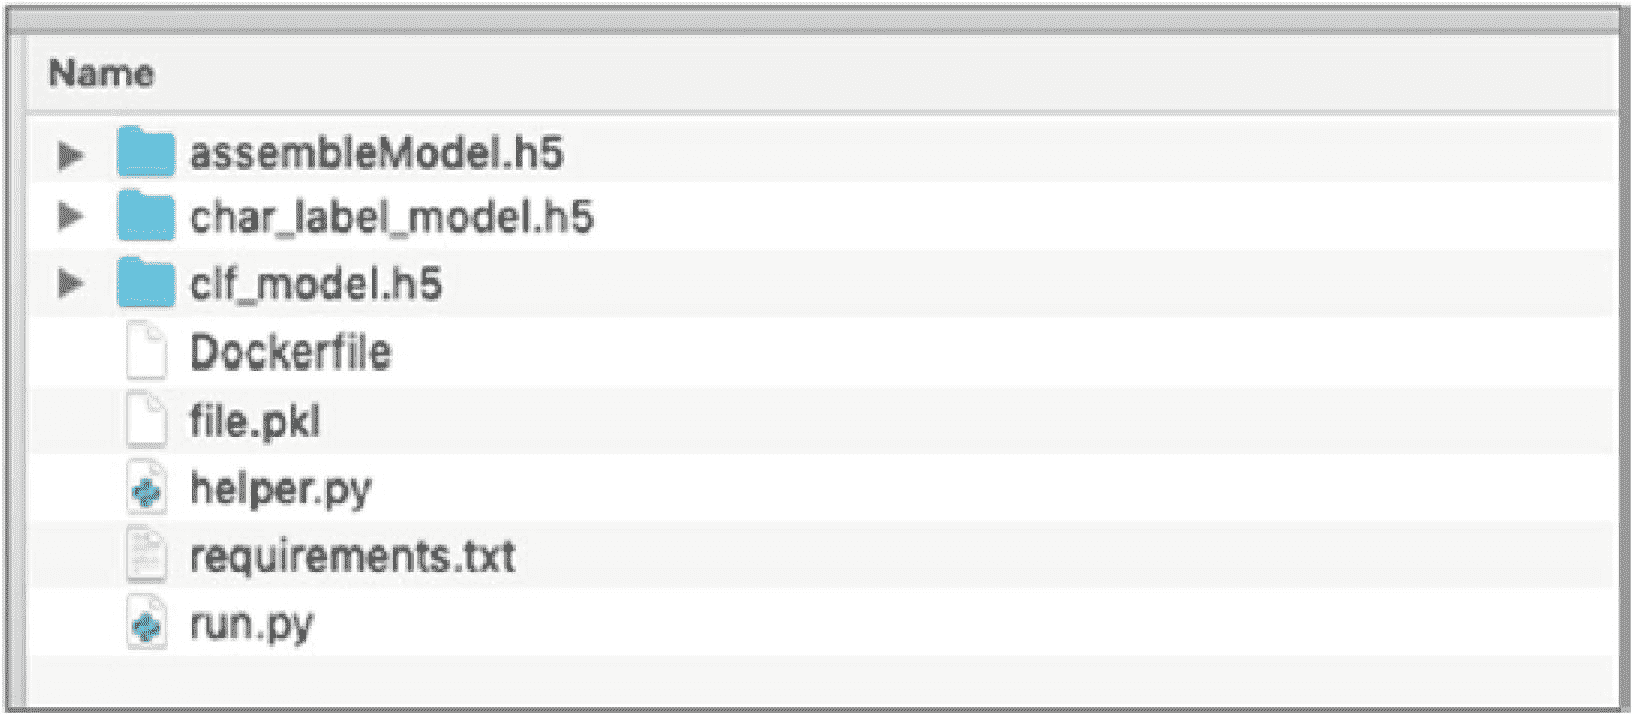 Name
assembleModel.h5
char_label_model.h5
clf_model.h5
Dockerfile
file.pkl
helper.py
requirements.txt
run.py